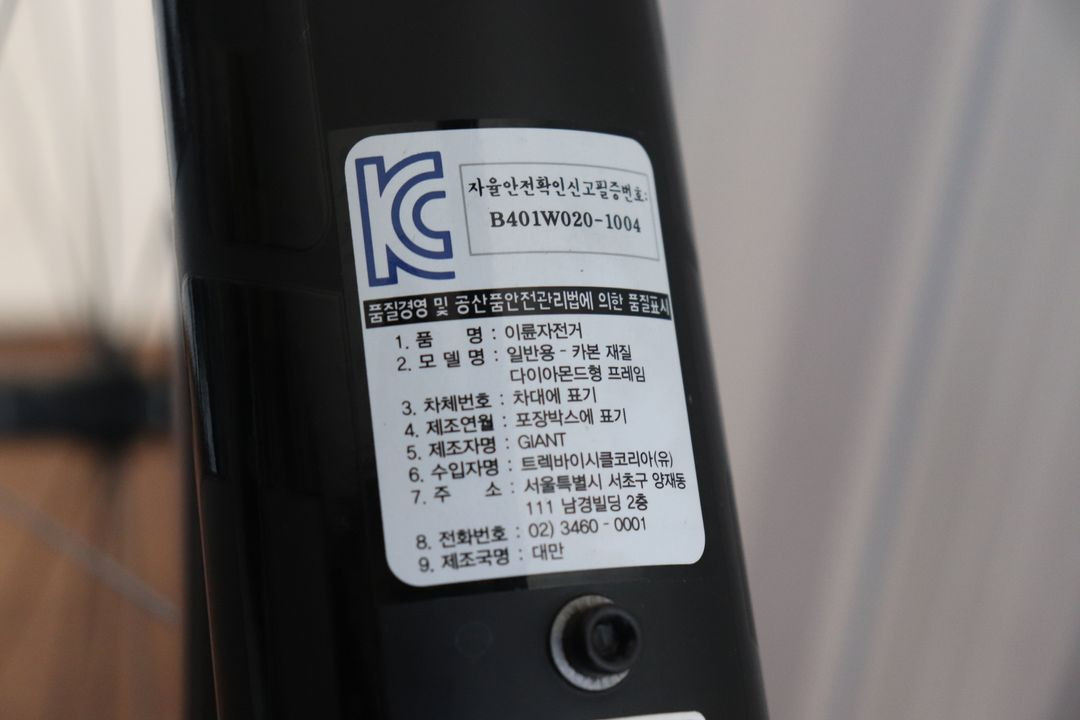 KC
자율안전확인신고필증번호:
B401W020-1004
품질경영 및 공산품안전관리법에 의한 품질표시
1. 품 명 : 이륜자전거
2. 모 델 명 : 일반용 - 카본 재질
다이아몬드형 프레임
3. 차체번호 : 차대에 표기
4. 제조연월 : 포장박스에 표기
5. 제조자명 : GIANT
6. 수입자명 : 트렉바이시클코리아(유)
7. 주 소 : 서울특별시 서초구 양재동
111 남경빌딩 2층
8. 전화번호 : 02) 3460 - 0001
9. 제조국명 : 대만